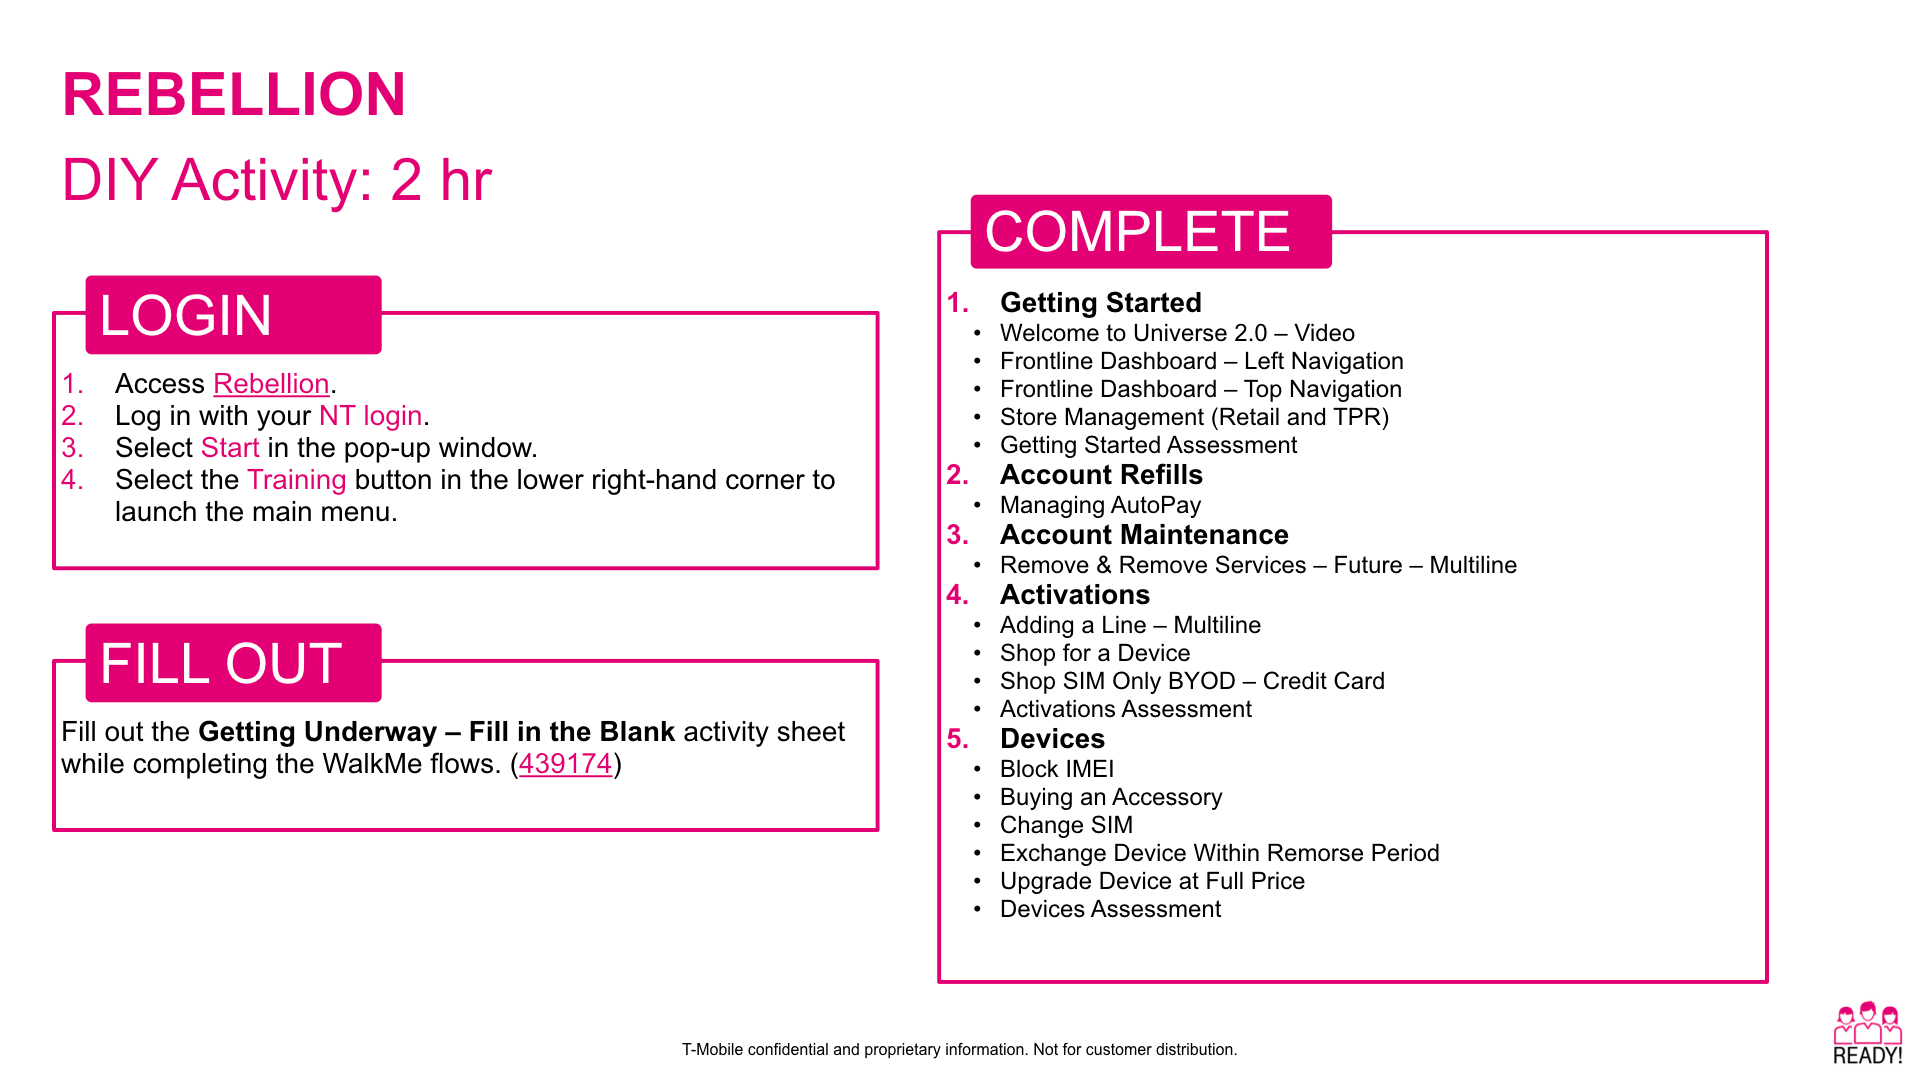 REBELLION
DIY Activity: 2 hr
LOGIN
1. Access Rebellion.
2. Log in with your NT login.
3. Select Start in the pop-up window.
4. Select the Training button in the lower right-hand corner to
launch the main menu.
FILL OUT
Fill out the Getting Underway – Fill in the Blank activity sheet
while completing the WalkMe flows. (439174)
COMPLETE
1. Getting Started
• Welcome to Universe 2.0 – Video
• Frontline Dashboard – Left Navigation
• Frontline Dashboard – Top Navigation
• Store Management (Retail and TPR)
• Getting Started Assessment
2. Account Refills
• Managing AutoPay
3. Account Maintenance
• Remove & Remove Services – Future – Multiline
4. Activations
• Adding a Line – Multiline
• Shop for a Device
• Shop SIM Only BYOD – Credit Card
• Activations Assessment
5. Devices
• Block IMEI
• Buying an Accessory
• Change SIM
• Exchange Device Within Remorse Period
• Upgrade Device at Full Price
• Devices Assessment
T-Mobile confidential and proprietary information. Not for customer distribution.
READY!